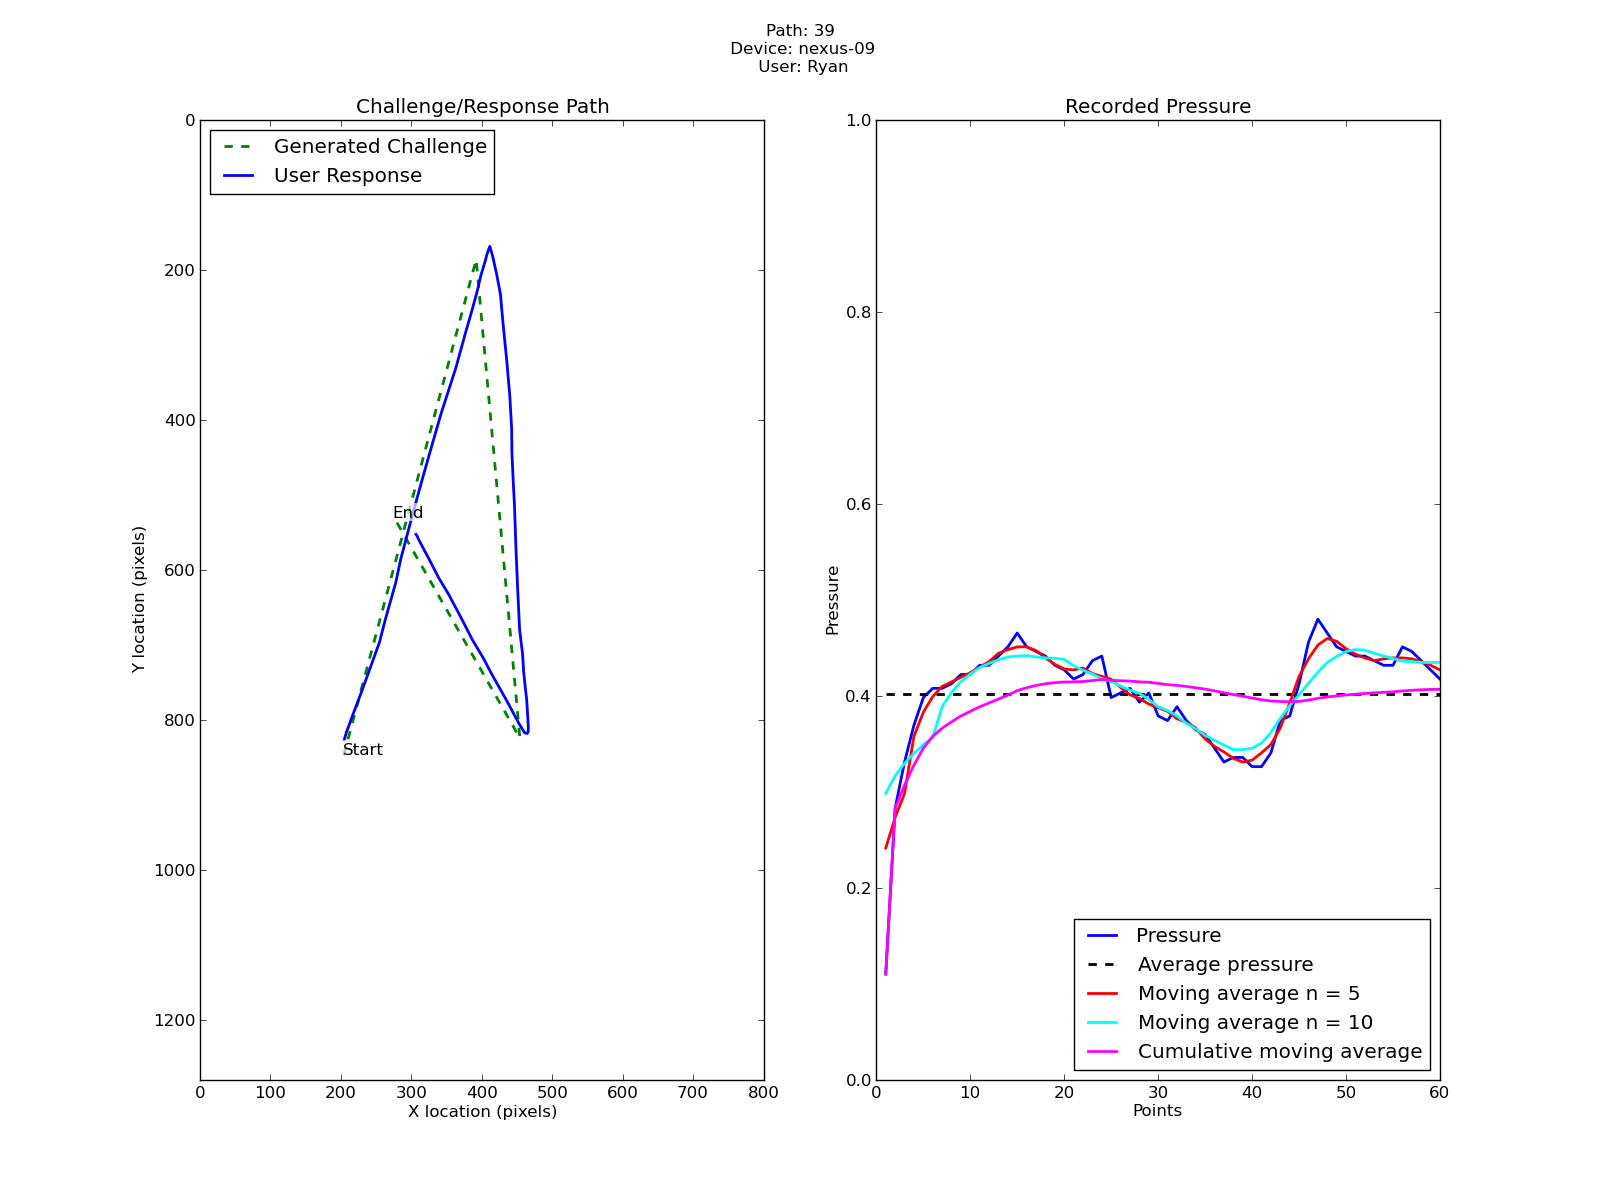 Path: 39
Device: nexus-09
User: Ryan
Challenge/Response Path
0
200
400
600
800
1000
1200
Y location (pixels)
Generated Challenge
User Response
End
Start
0 100 200 300 400 500 600 700 800
X location (pixels)
Recorded Pressure
1.0
0.8
0.6
0.4
0.2
0.0
Pressure
Pressure
Average pressure
Moving average n = 5
Moving average n = 10
Cumulative moving average
0 10 20 30 40 50 60
Points